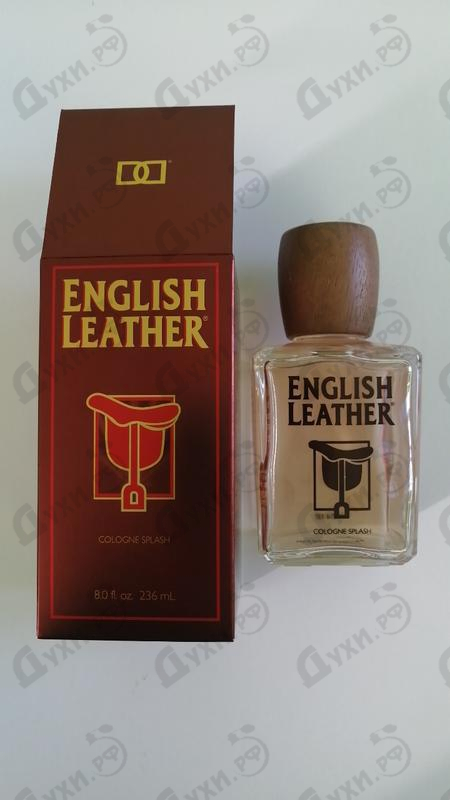 ENGLISH
LEATHER®
COLOGNE SPLASH
8.0 fl. oz. 236 mL
ENGLISH
LEATHER
COLOGNE SPLASH
Духи.РФ